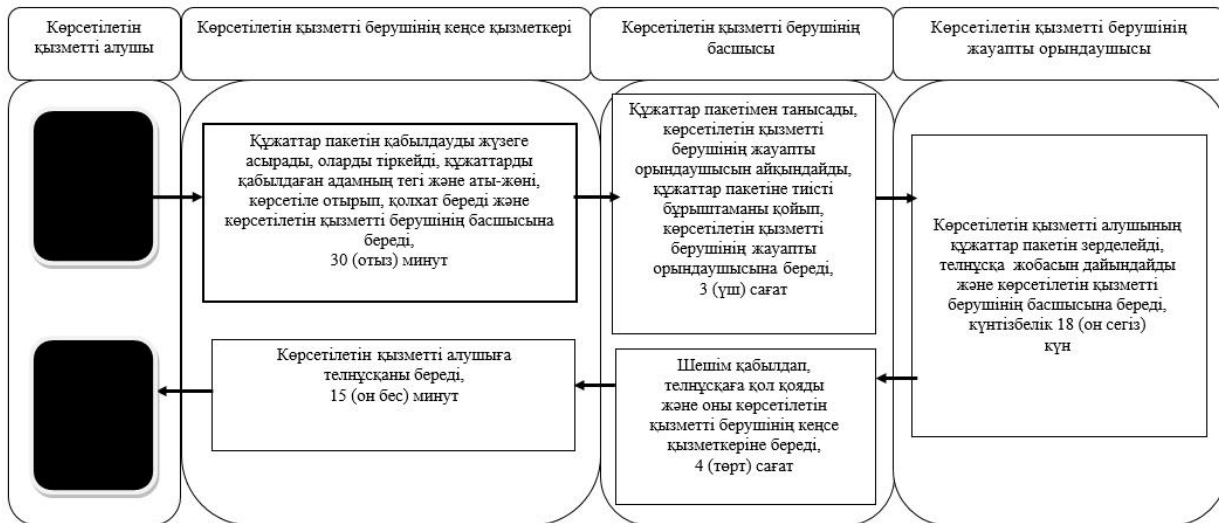 Көрсетілетін
қызметті алушы
Көрсетілетін қызметті берушінің кеңсе қызметкері
Көрсетілетін қызметті берушінің
басшысы
Көрсетілетін қызметті берушінің
жауапты орындаушысы
Құжаттар пакетін қабылдауды жүзеге
асырады, оларды тіркейді, құжаттарды
қабылдаған адамның тегі және аты-жөні,
көрсетіле отырып, қолхат береді және
көрсетілетін қызметті берушінің басшысына
береді,
30 (отыз) минут
Құжаттар пакетімен танысады,
көрсетілетін қызметті
берушінің жауапты
орындаушысын айқындайды,
құжаттар пакетіне тиісті
бұрыштаманы қойып,
көрсетілетін қызметті
берушінің жауапты
орындаушысына береді,
3 (үш) сағат
Көрсетілетін қызметті алушының
құжаттар пакетін зерделейді,
телнұсқа жобасын дайындайды
және көрсетілетін қызметті
берушінің басшысына береді,
күнтізбелік 18 (он сегіз)
күн
Шешім қабылдап,
телнұсқаға қол қояды
және оны көрсетілетін
қызметті берушінің кеңсе
қызметкеріне береді,
4 (төрт) сағат
Көрсетілетін қызметті алушыға
телнұсқаны береді,
15 (он бес) минут